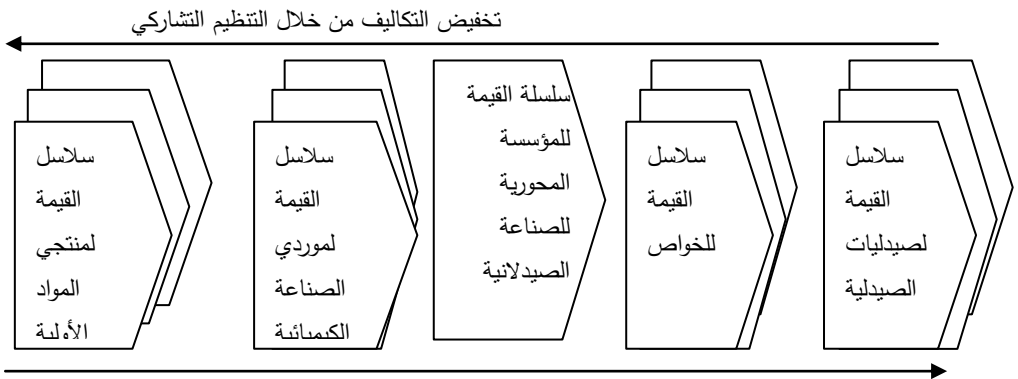 تخفيض التكاليف من خلال التنظيم التشاركي
سلاسل
القيمة
لمنتجي
المواد
الأولية
سلاسل
القيمة
لموردي
الصناعة
الكيميائية
سلسلة القيمة
للمؤسسة
المحورية
للصناعة
الصيدلانية
سلاسل
القيمة
للخواص
سلاسل
القيمة
لصيدليات
الصيدلية